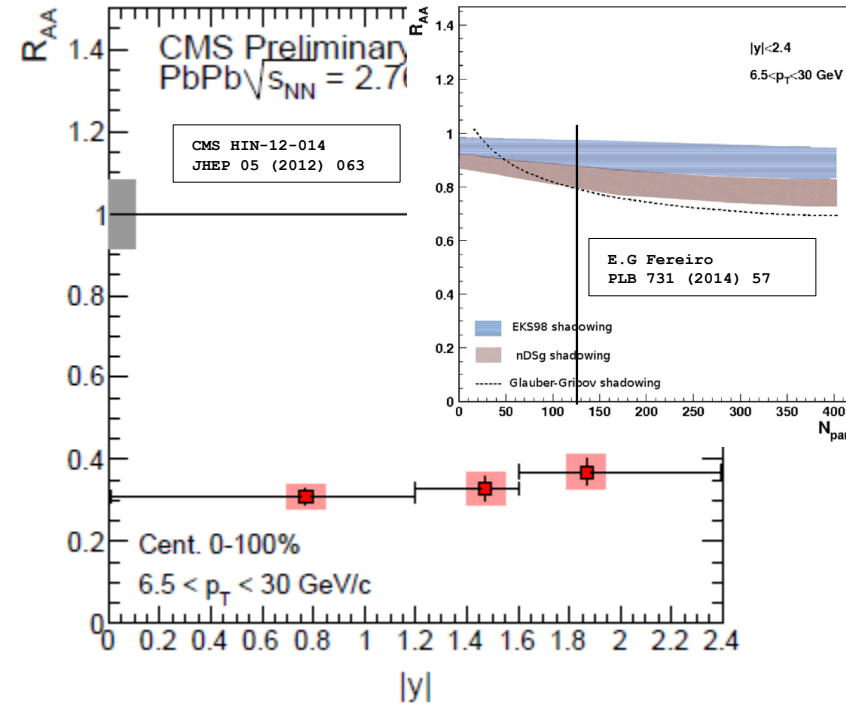 R_AA
CMS Preliminary
PbPb √s_NN = 2.76
CMS HIN-12-014
JHEP 05 (2012) 063
1.4
1.2
1
0.8
0.6
0.4
0.2
0
Cent. 0-100%
6.5 < p_T < 30 GeV/c
0 0.2 0.4 0.6 0.8 1 1.2 1.4 1.6 1.8 2 2.2 2.4
|y|
R_AA
|y|<2.4
6.5<p_T<30 GeV
1.4
1.2
1
0.8
0.6
0.4
0.2
0
E.G Fereiro
PLB 731 (2014) 57
EKS98 shadowing
nDSg shadowing
Glauber-Gribov shadowing
0 50 100 150 200 250 300 350 400
N_par